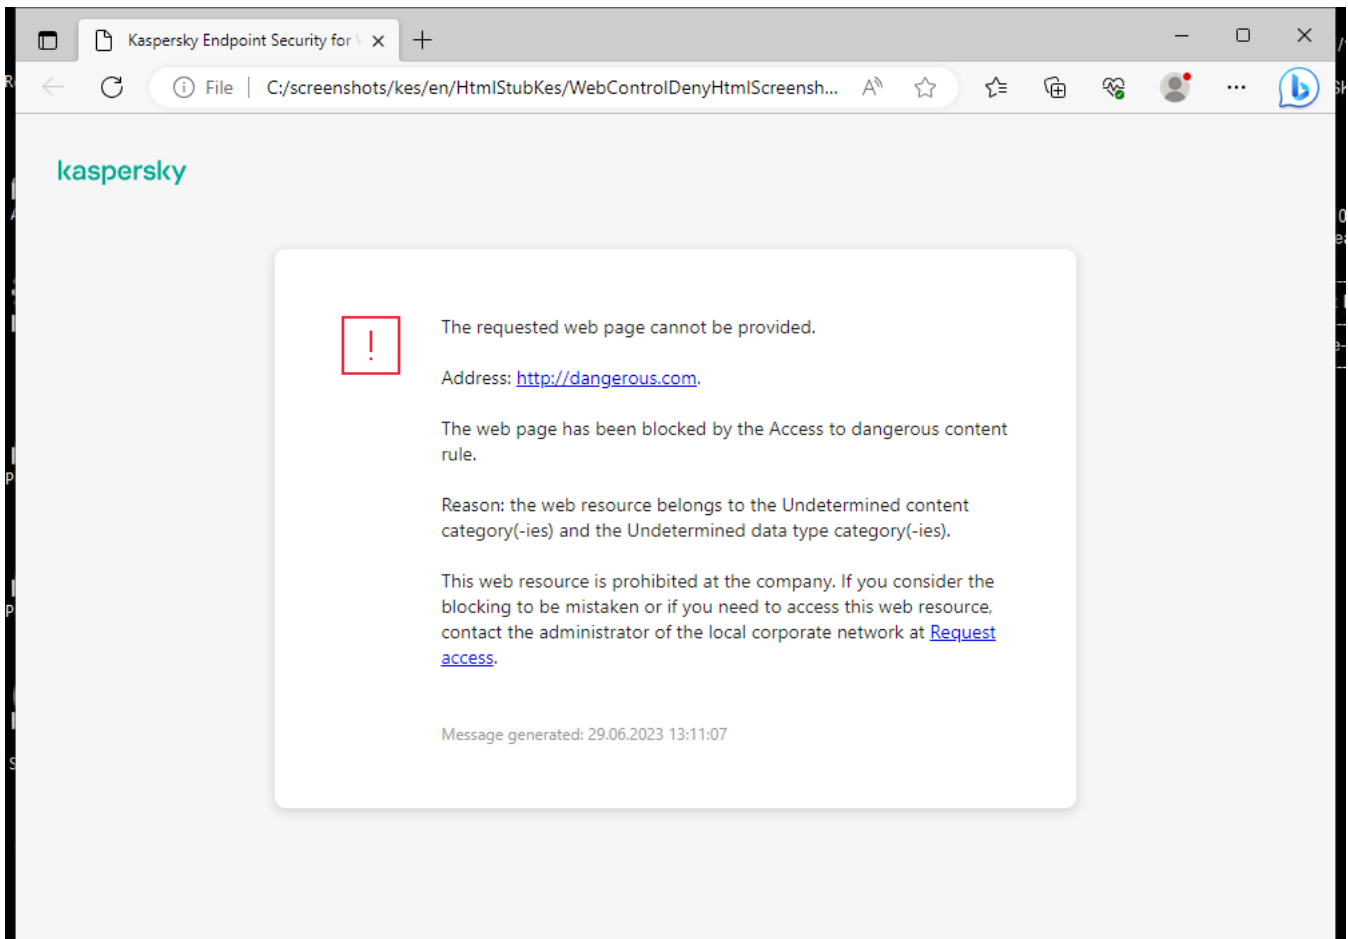 Kaspersky Endpoint Security for
File | C:/screenshots/kes/en/HtmlStubKes/WebControlDenyHtmlScreensh...
kaspersky
The requested web page cannot be provided.
Address: http://dangerous.com.
The web page has been blocked by the Access to dangerous content
rule.
Reason: the web resource belongs to the Undetermined content
category(-ies) and the Undetermined data type category(-ies).
This web resource is prohibited at the company. If you consider the
blocking to be mistaken or if you need to access this web resource,
contact the administrator of the local corporate network at Request
access.
Message generated: 29.06.2023 13:11:07